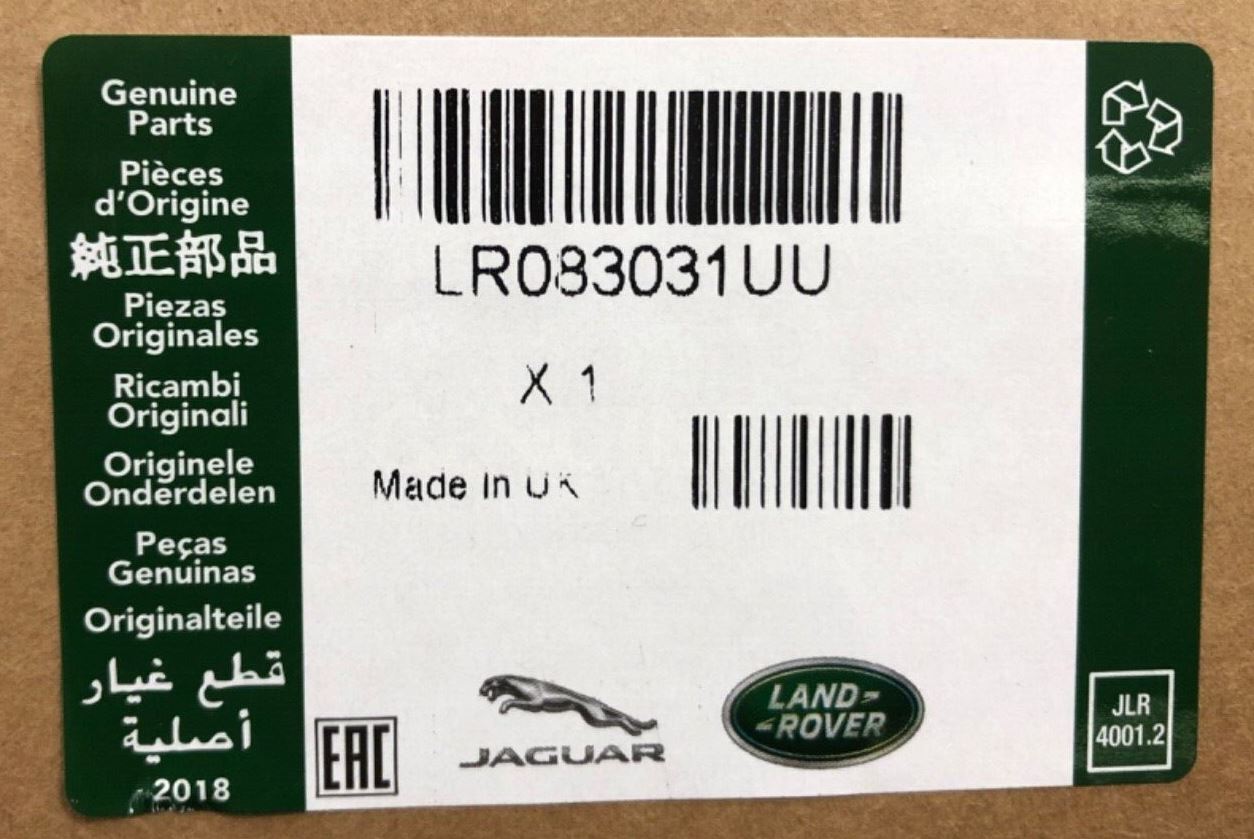 Genuine
Parts
Pièces
d'Origine
純正部品
Piezas
Originales
Ricambi
Originali
Originele
Onderdelen
Peças
Genuinas
Originalteile
قطع غيار
أصلية
2018
LR083031UU
X 1
Made In UK
EAC
JAGUAR
LAND-
-ROVER
JLR
4001.2